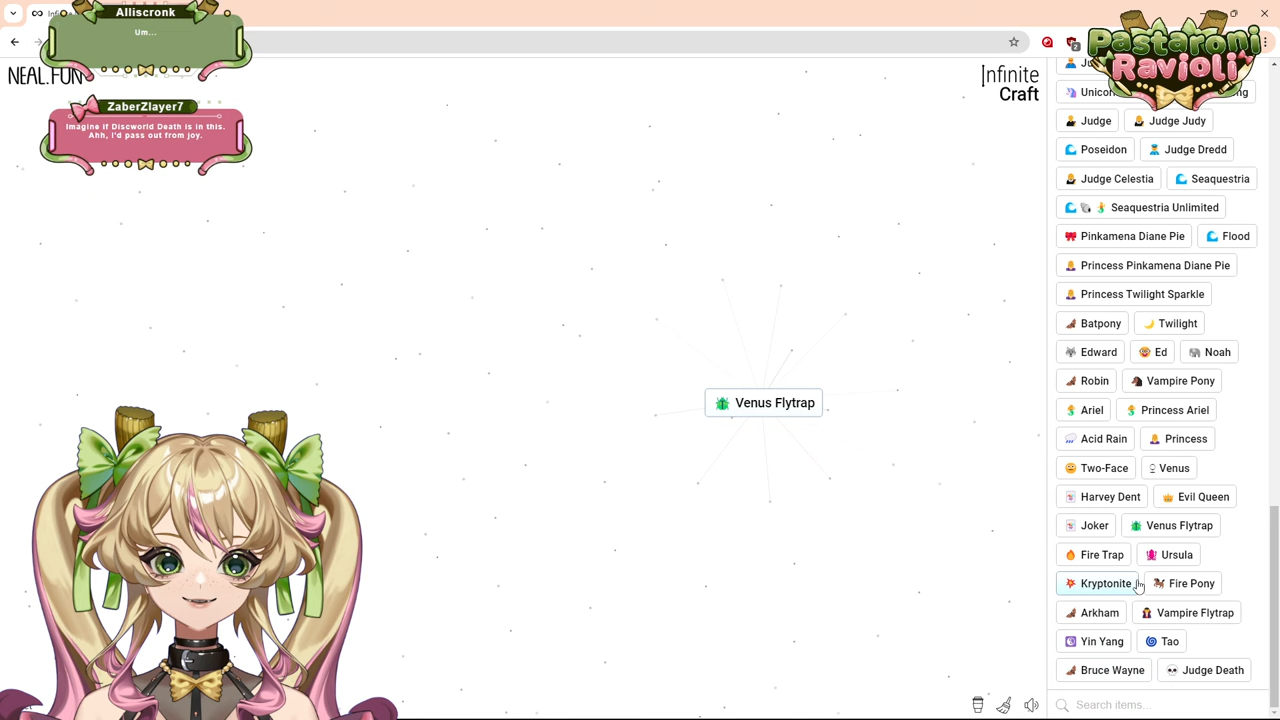 Alliscronk
Um...
NEAL.FUN
ZaberZlayer7
Imagine if Discworld Death is in this.
Ahh, I'd pass out from joy.
Pastaroni
Ravioli
Infinite
Craft
Venus Flytrap
Unicorn
Judge Judge Judy
Poseidon Judge Dredd
Judge Celestia Seaquestria
Seaquestria Unlimited
Pinkamena Diane Pie Flood
Princess Pinkamena Diane Pie
Princess Twilight Sparkle
Batpony Twilight
Edward Ed Noah
Robin Vampire Pony
Ariel Princess Ariel
Acid Rain Princess
Two-Face Venus
Harvey Dent Evil Queen
Joker Venus Flytrap
Fire Trap Ursula
Kryptonite Fire Pony
Arkham Vampire Flytrap
Yin Yang Tao
Bruce Wayne Judge Death
Search items...